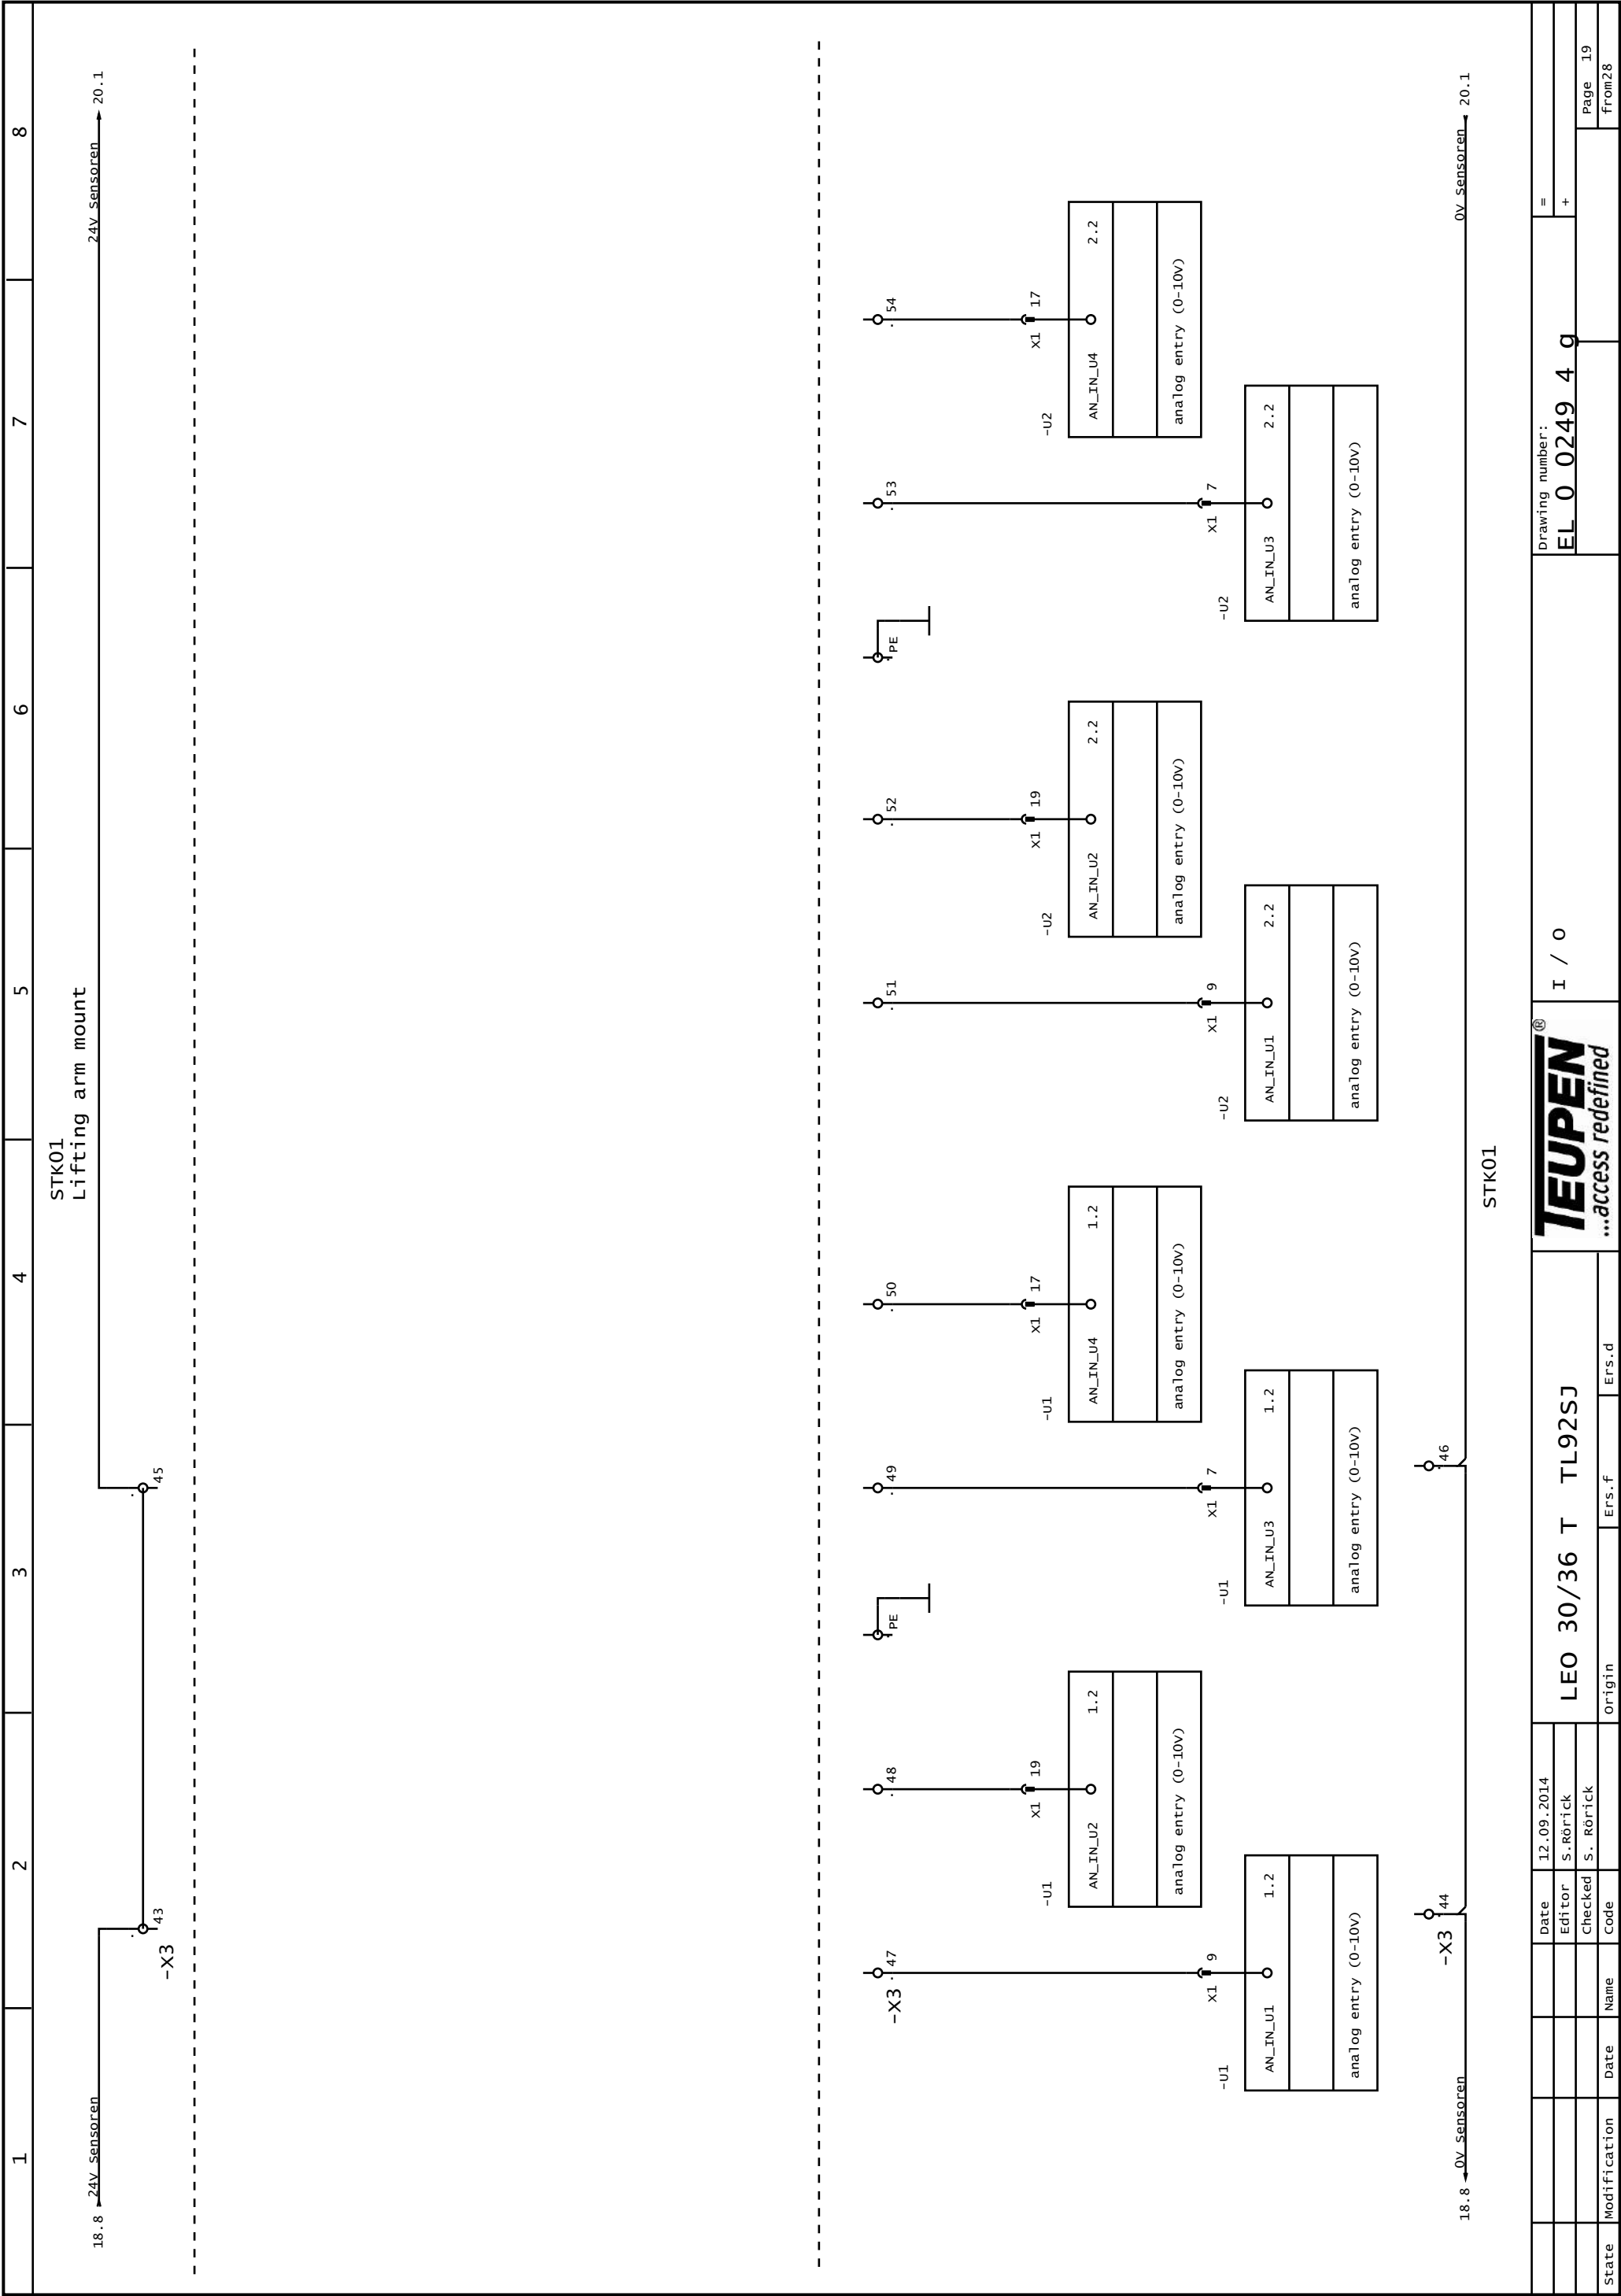 1 2 3 4 5 6 7 8
STK01
Lifting arm mount
18.8 24V Sensoren
24V Sensoren 20.1
-X3
43
45
-X3
47
48
PE
49
50
51
52
PE
53
54
X1 19
X1 17
X1 19
X1 17
-U1
-U1
-U2
-U2
AN_IN_U2 1.2
AN_IN_U4 1.2
AN_IN_U2 2.2
AN_IN_U4 2.2
analog entry (0-10V)
analog entry (0-10V)
analog entry (0-10V)
analog entry (0-10V)
X1 9
X1 7
X1 9
X1 7
-U1
-U1
-U2
-U2
AN_IN_U1 1.2
AN_IN_U3 1.2
AN_IN_U1 2.2
AN_IN_U3 2.2
analog entry (0-10V)
analog entry (0-10V)
analog entry (0-10V)
analog entry (0-10V)
-X3
44
46
18.8 0V Sensoren
0V Sensoren 20.1
STK01
Date 12.09.2014
Editor S.Rörick
Checked S. Rörick
State Modification Date Name Code Origin Ers.f Ers.d
LEO 30/36 T TL92SJ
TEUPEN®
...access redefined
I / O
Drawing number:
EL 0 0249 4 g
=
+
Page 19
from28